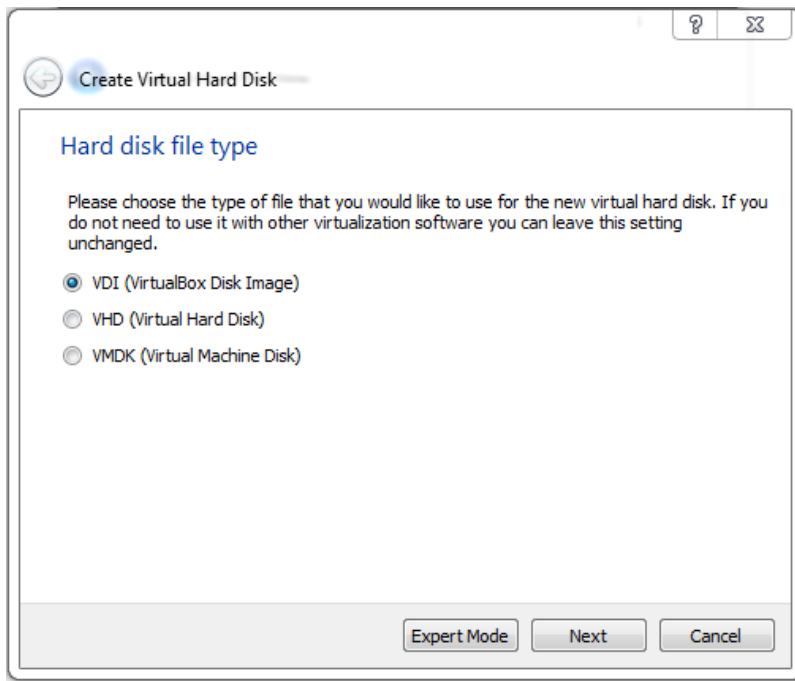 Create Virtual Hard Disk
Hard disk file type
Please choose the type of file that you would like to use for the new virtual hard disk. If you
do not need to use it with other virtualization software you can leave this setting
unchanged.
VDI (VirtualBox Disk Image)
VHD (Virtual Hard Disk)
VMDK (Virtual Machine Disk)
Expert Mode Next Cancel